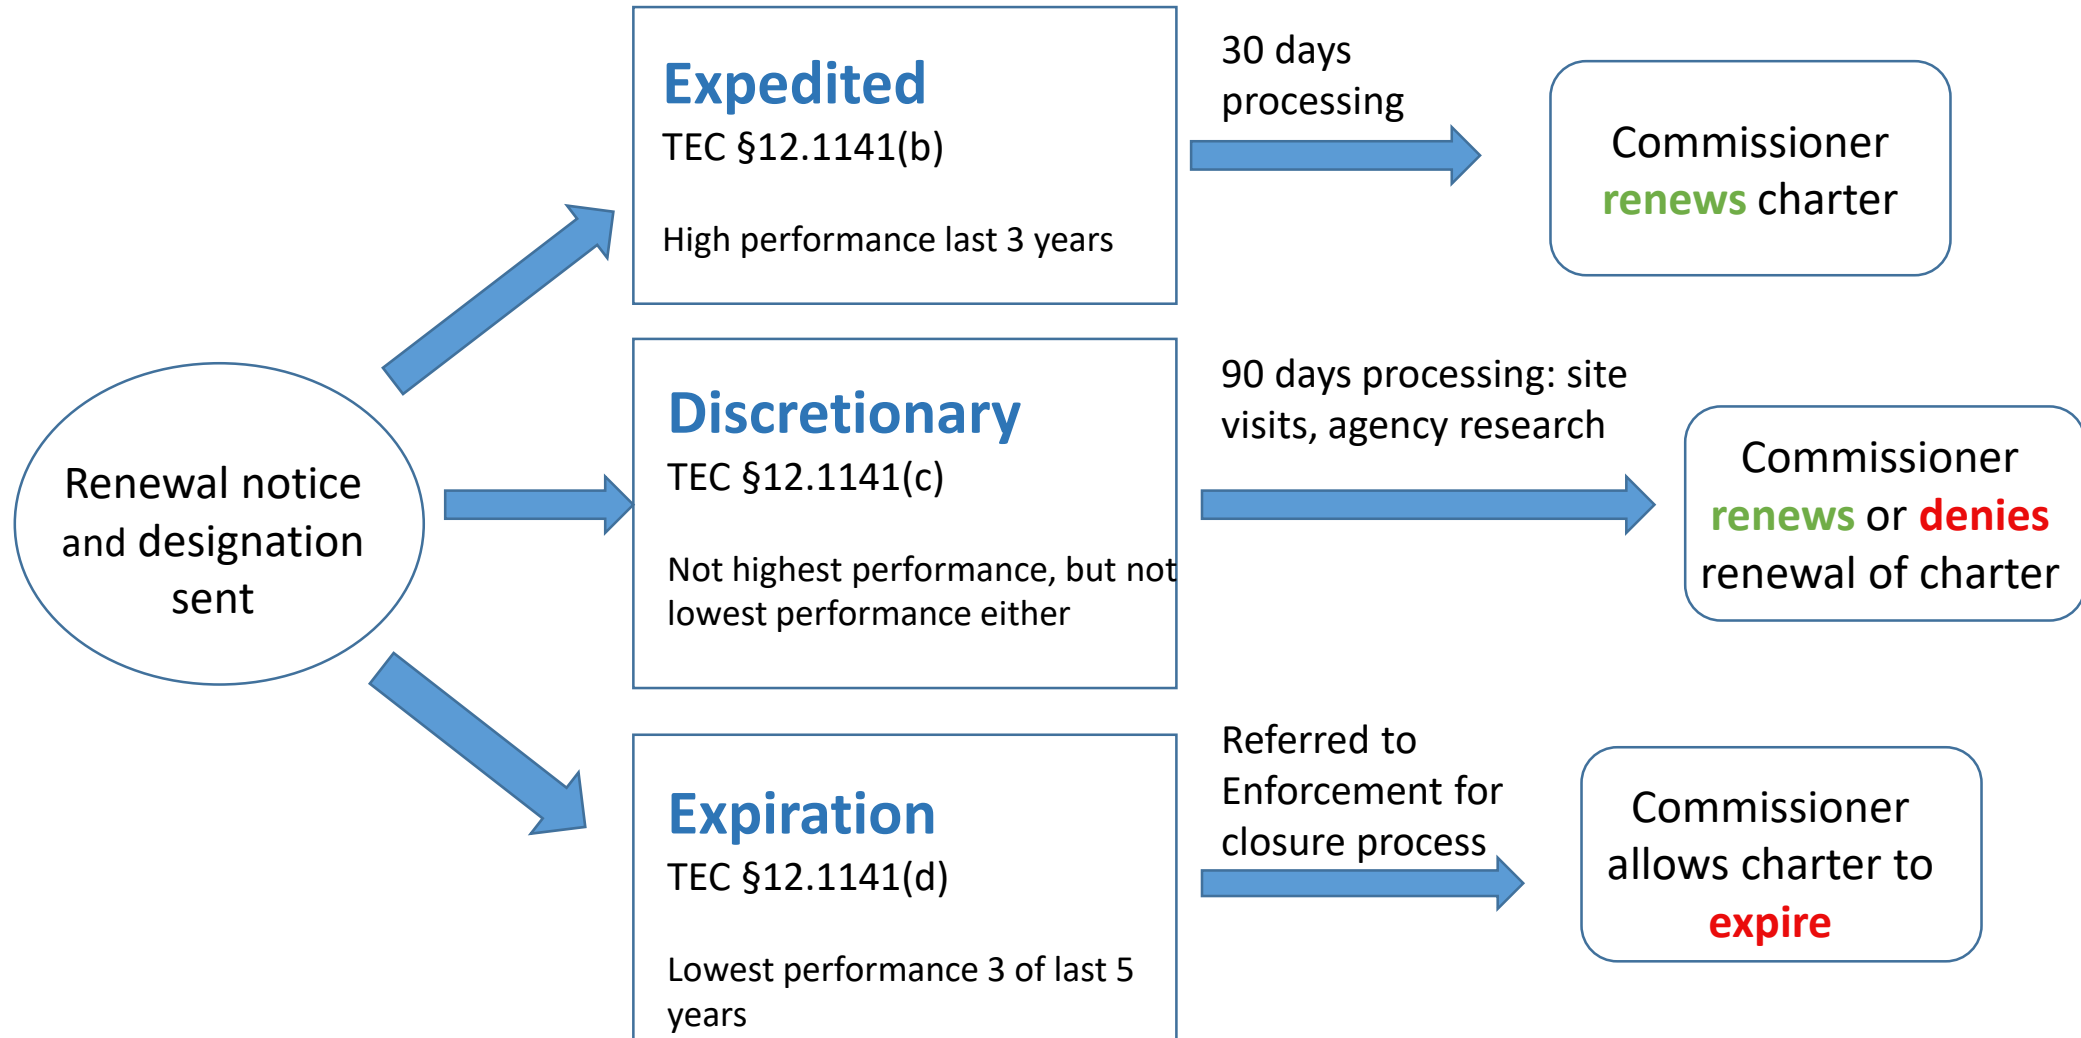 Renewal notice
and designation
sent
Expedited
TEC §12.1141(b)
High performance last 3 years
30 days
processing
Commissioner
renews charter
Discretionary
TEC §12.1141(c)
Not highest performance, but not
lowest performance either
90 days processing: site
visits, agency research
Commissioner
renews or denies
renewal of charter
Expiration
TEC §12.1141(d)
Lowest performance 3 of last 5
years
Referred to
Enforcement for
closure process
Commissioner
allows charter to
expire